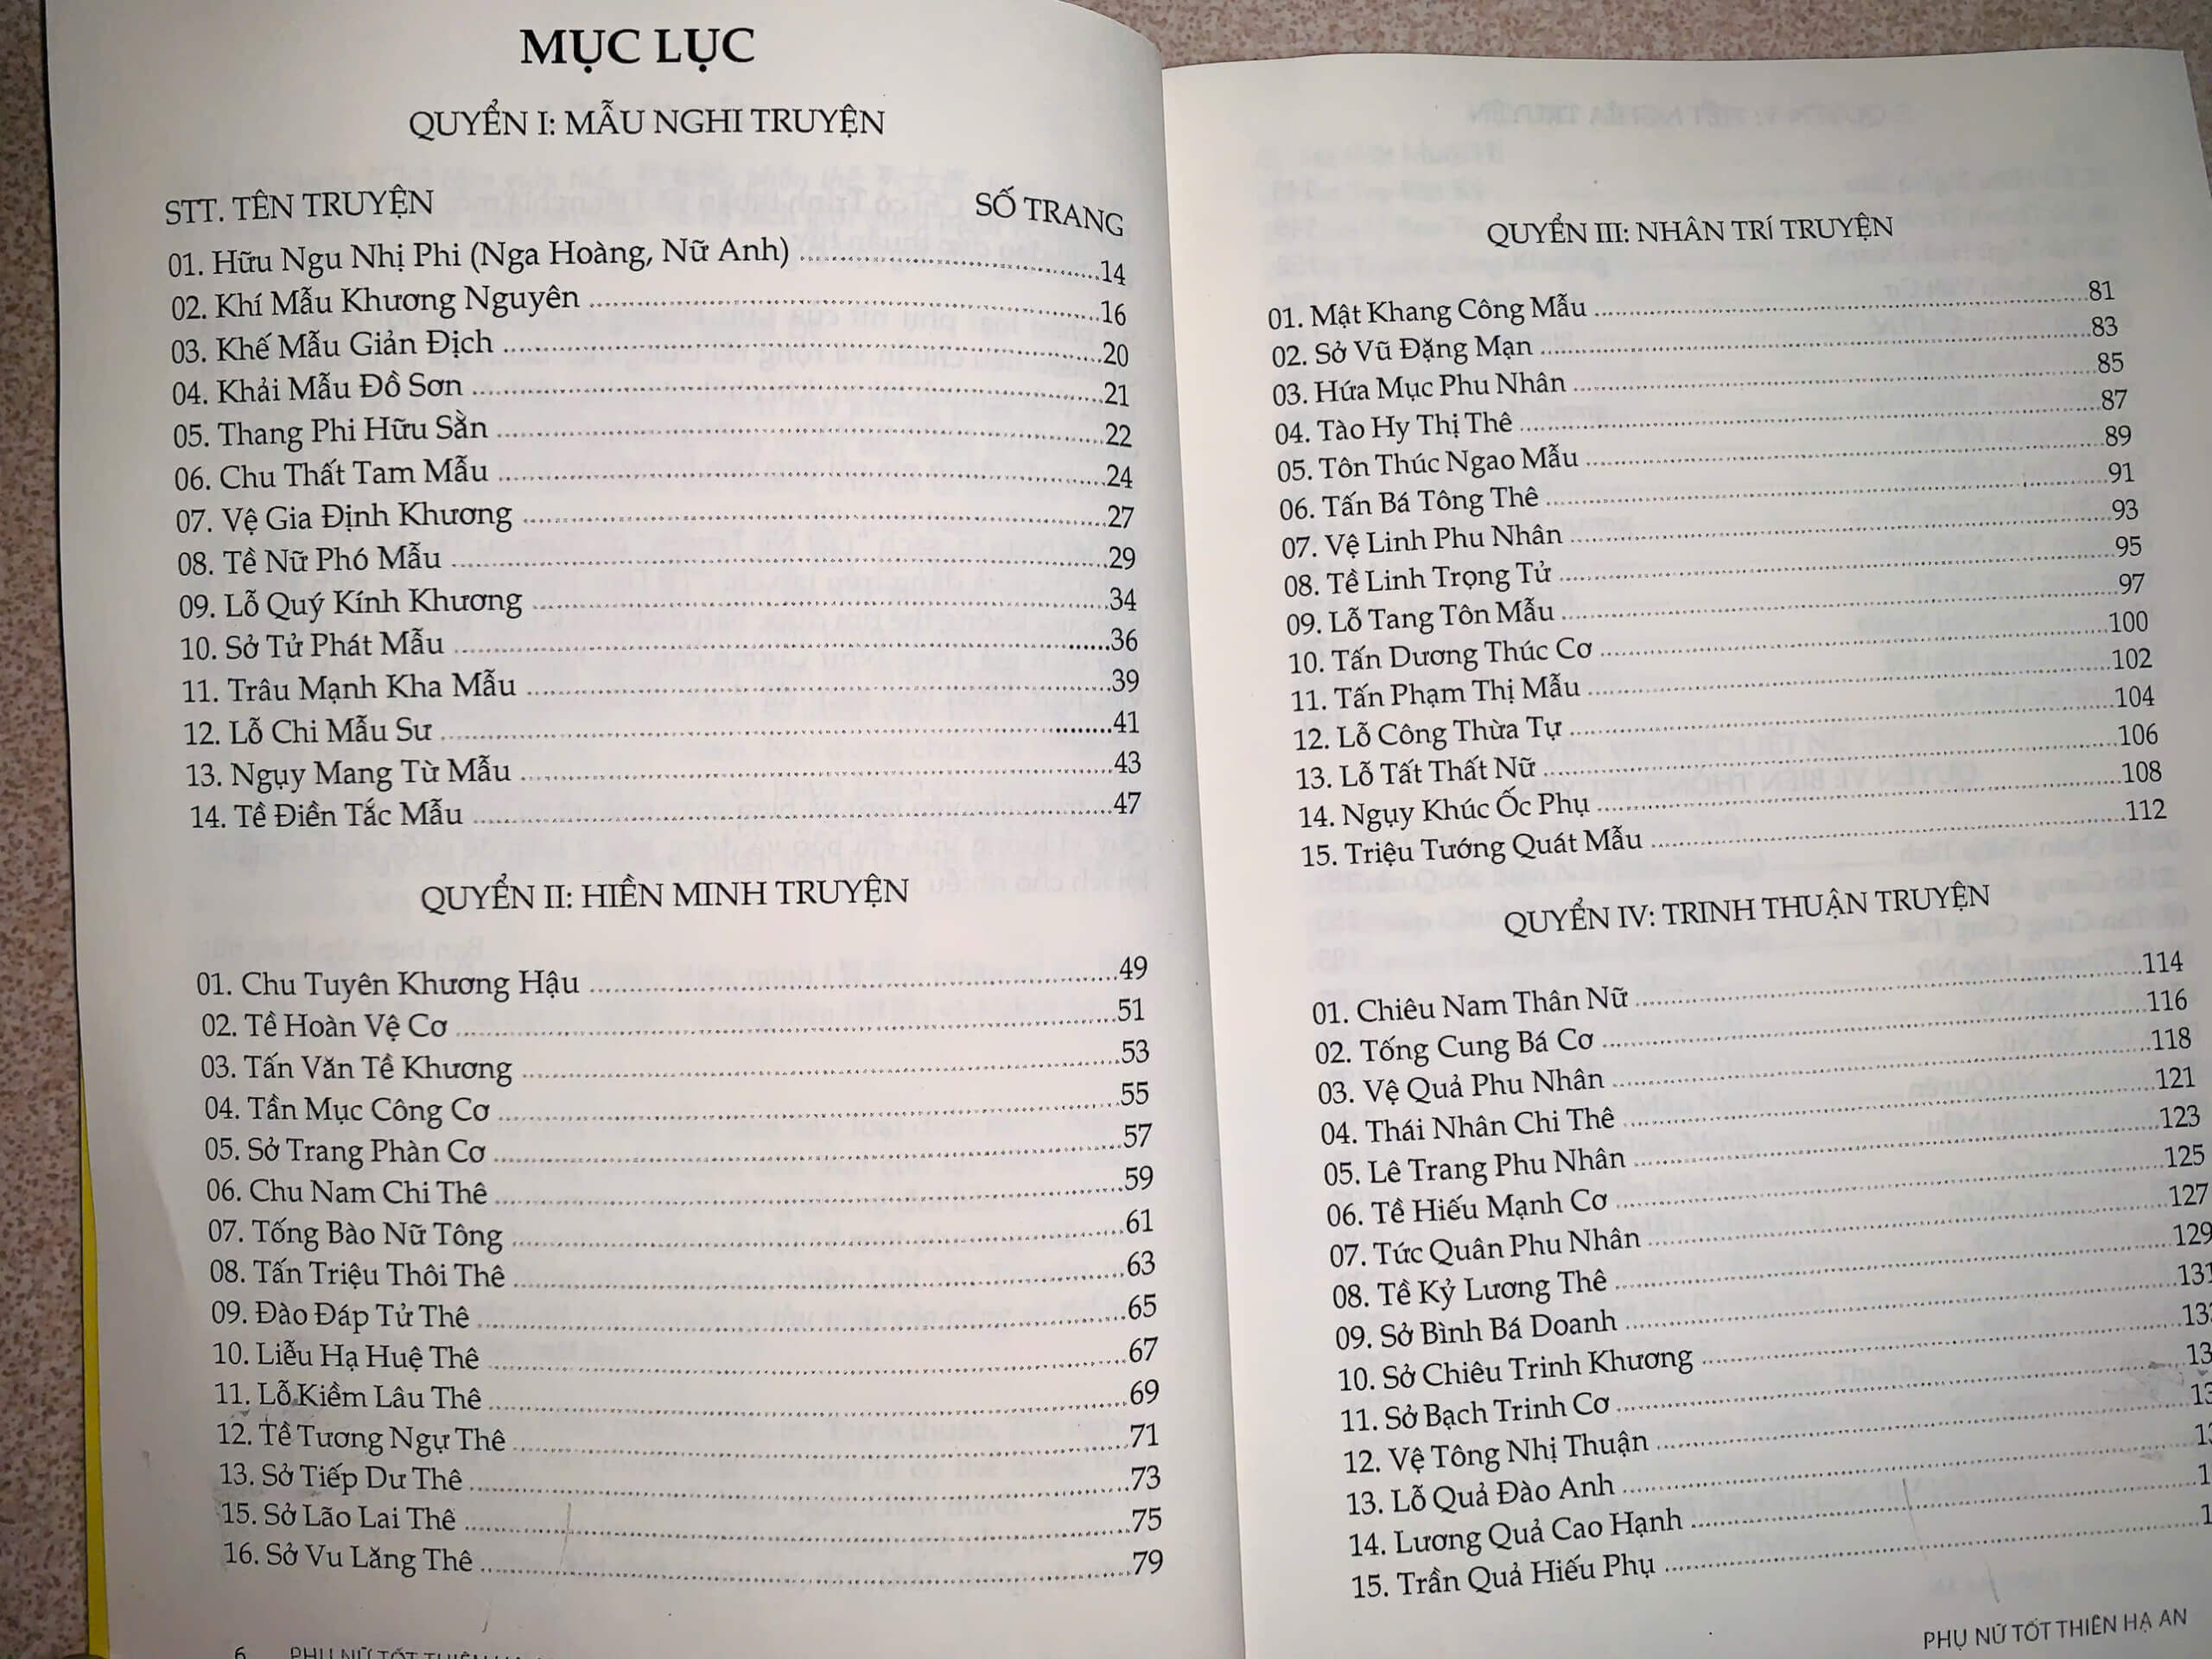 MỤC LỤC
QUYỂN I: MẪU NGHI TRUYỆN
STT. TÊN TRUYỆN SỐ TRANG
01. Hữu Ngu Nhị Phi (Nga Hoàng, Nữ Anh) 14
02. Khí Mẫu Khương Nguyên 16
03. Khế Mẫu Giản Địch 20
04. Khải Mẫu Đồ Sơn 21
05. Thang Phi Hữu Sằn 22
06. Chu Thất Tam Mẫu 24
07. Vệ Gia Định Khương 27
08. Tề Nữ Phó Mẫu 29
09. Lỗ Quý Kính Khương 34
10. Sở Tử Phát Mẫu 36
11. Trâu Mạnh Kha Mẫu 39
12. Lỗ Chi Mẫu Sư 41
13. Ngụy Mang Từ Mẫu 43
14. Tề Điền Tắc Mẫu 47
QUYỂN II: HIỀN MINH TRUYỆN
01. Chu Tuyên Khương Hậu 49
02. Tề Hoàn Vệ Cơ 51
03. Tấn Văn Tề Khương 53
04. Tần Mục Công Cơ 55
05. Sở Trang Phàn Cơ 57
06. Chu Nam Chi Thê 59
07. Tống Bào Nữ Tông 61
08. Tấn Triệu Thôi Thê 63
09. Đào Đáp Tử Thê 65
10. Liễu Hạ Huệ Thê 67
11. Lỗ Kiềm Lâu Thê 69
12. Tề Tương Ngự Thê 71
13. Sở Tiếp Dư Thê 73
15. Sở Lão Lai Thê 75
16. Sở Vu Lăng Thê 79
6 PHỤ NỮ TỐT
QUYỂN III: NHÂN TRÍ TRUYỆN
01. Mật Khang Công Mẫu 81
02. Sở Vũ Đặng Mạn 83
03. Hứa Mục Phu Nhân 85
04. Tào Hy Thị Thê 87
05. Tôn Thúc Ngao Mẫu 89
06. Tấn Bá Tông Thê 91
07. Vệ Linh Phu Nhân 93
08. Tề Linh Trọng Tử 95
09. Lỗ Tang Tôn Mẫu 97
10. Tấn Dương Thúc Cơ 100
11. Tấn Phạm Thị Mẫu 102
12. Lỗ Công Thừa Tự 104
13. Lỗ Tất Thất Nữ 106
14. Ngụy Khúc Ốc Phụ 108
15. Triệu Tướng Quát Mẫu 112
QUYỂN IV: TRINH THUẬN TRUYỆN
01. Chiêu Nam Thân Nữ 114
02. Tống Cung Bá Cơ 116
03. Vệ Quả Phu Nhân 118
04. Thái Nhân Chi Thê 121
05. Lê Trang Phu Nhân 123
06. Tề Hiếu Mạnh Cơ 125
07. Tức Quân Phu Nhân 127
08. Tề Kỷ Lương Thê 129
09. Sở Bình Bá Doanh 131
10. Sở Chiêu Trinh Khương
11. Sở Bạch Trinh Cơ
12. Vệ Tông Nhị Thuận
13. Lỗ Quả Đào Anh
14. Lương Quả Cao Hạnh
15. Trần Quả Hiếu Phụ
PHỤ NỮ TỐT THIÊN HẠ AN